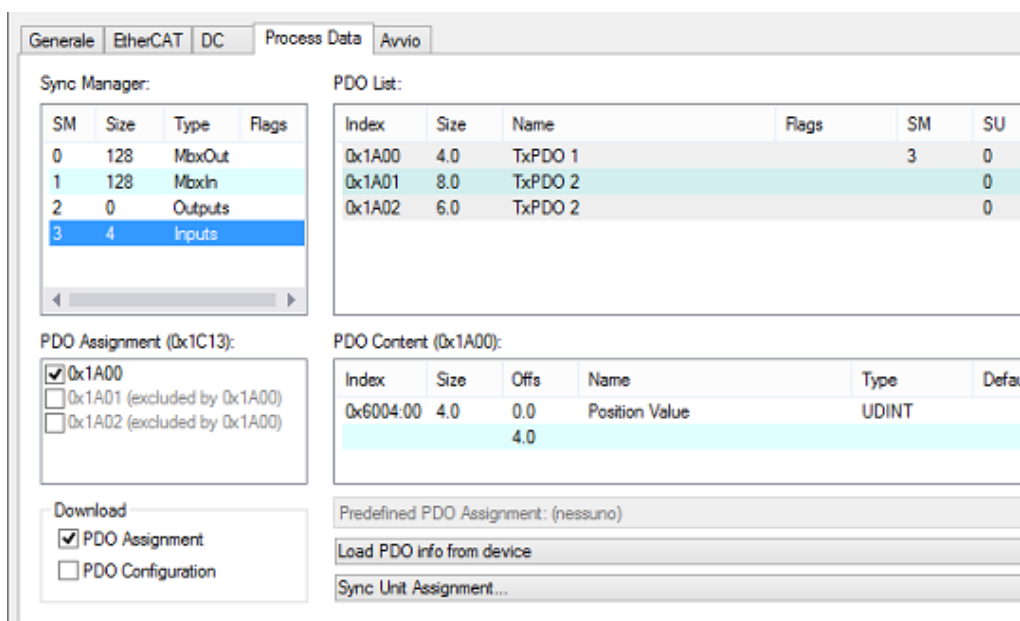 Generale EtherCAT DC Process Data Avvio
Sync Manager:
SM Size Type Flags
0 128 MbxOut
1 128 MbxIn
2 0 Outputs
3 4 Inputs
PDO List:
Index Size Name Flags SM SU
0x1A00 4.0 TxPDO 1 3 0
0x1A01 8.0 TxPDO 2 0
0x1A02 6.0 TxPDO 2 0
PDO Assignment (0x1C13):
0x1A00
0x1A01 (excluded by 0x1A00)
0x1A02 (excluded by 0x1A00)
PDO Content (0x1A00):
Index Size Offs Name Type Defau
0x6004:00 4.0 0.0 Position Value UDINT
4.0
Download
PDO Assignment
PDO Configuration
Predefined PDO Assignment: (nessuno)
Load PDO info from device
Sync Unit Assignment...